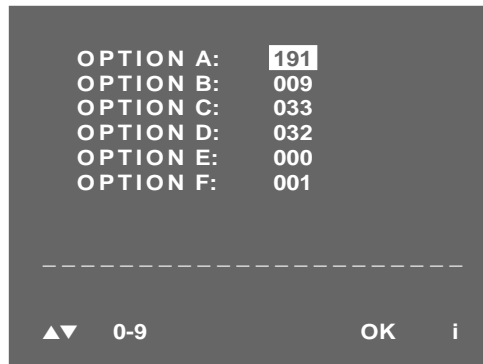 OPTION A: 191
OPTION B: 009
OPTION C: 033
OPTION D: 032
OPTION E: 000
OPTION F: 001
▲▼ 0-9 OK i